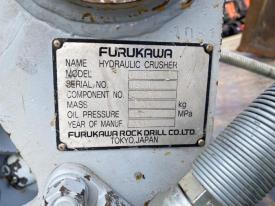 FURUKAWA
NAME HYDRAULIC CRUSHER
MODEL
SERIAL NO.
COMPONENT NO.
MASS kg
OIL PRESSURE MPa
YEAR OF MANUF.
FURUKAWA ROCK DRILL CO.LTD.
TOKYO,JAPAN